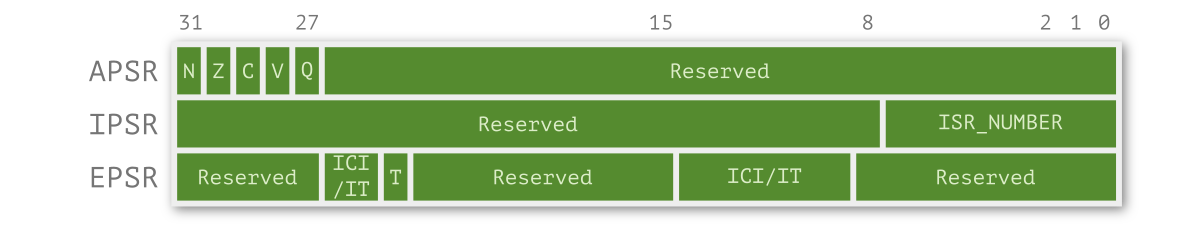 31 27 15 8 2 1 0
APSR N Z C V Q Reserved
IPSR Reserved ISR_NUMBER
EPSR Reserved ICI
/IT T Reserved ICI/IT Reserved